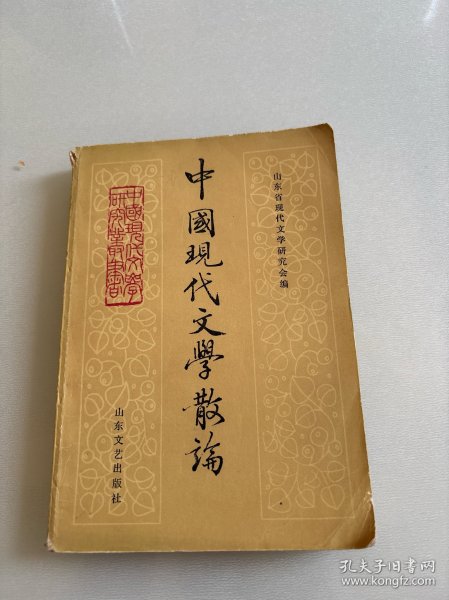 山东省现代文学研究会编
中國現代文學散論
中國現代文學
研究叢書
山东文艺出版社
孔夫子旧书网
www.kongfz.com